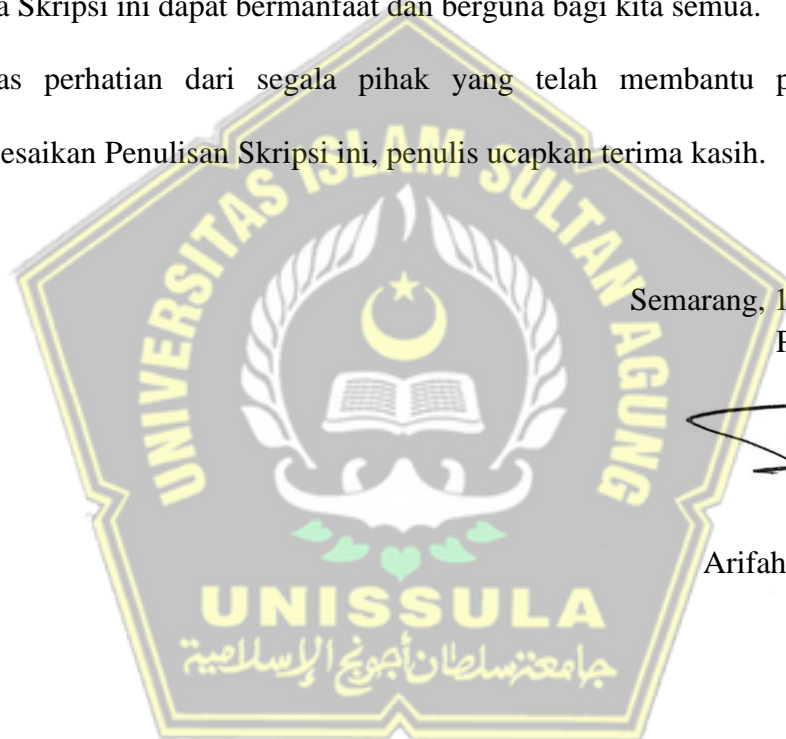 a Skripsi ini dapat bermanfaat dan berguna bagi kita semua.
as perhatian dari segala pihak yang telah membantu p
esaikan Penulisan Skripsi ini, penulis ucapkan terima kasih.
UNIVERSITAS ISLAM SULTAN AGUNG
Semarang, 1
P
Arifah
UNISSULA
جامعة سلطان أجونج الإسلامية